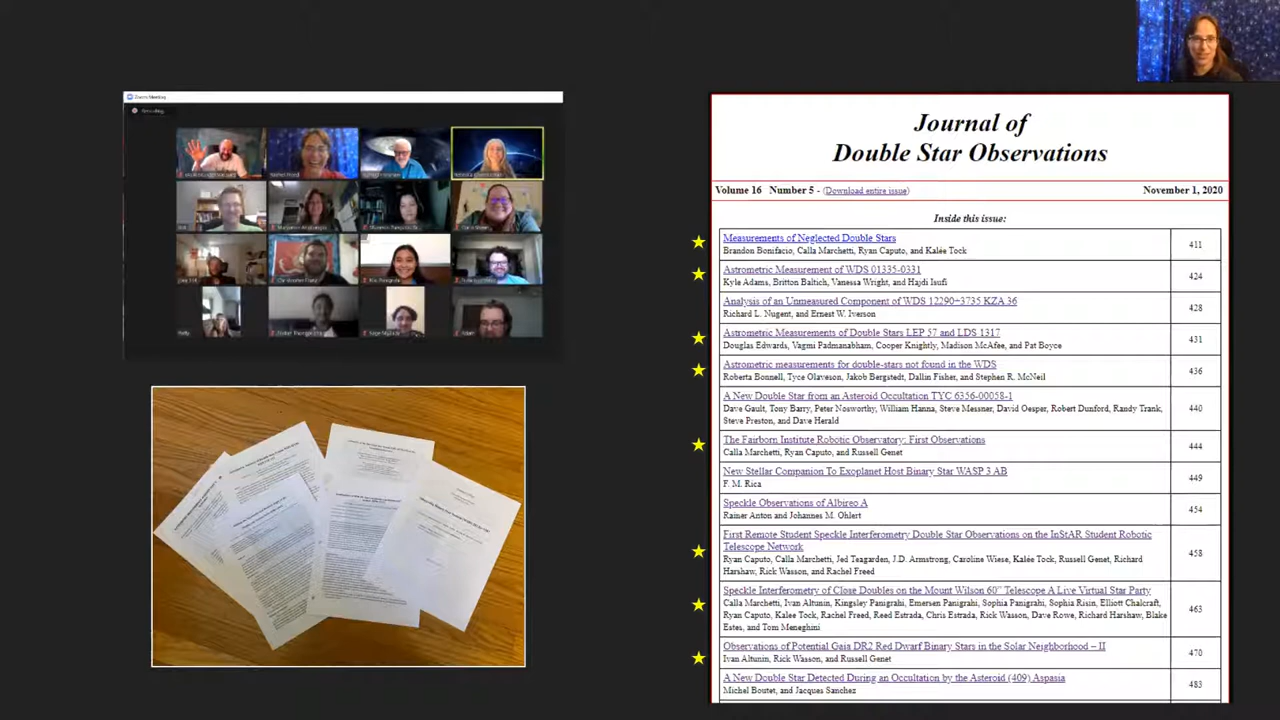 Zoom Meeting
Journal of
Double Star Observations
Volume 16 Number 5 - (Download entire issue)
November 1, 2020
Inside this issue:
Measurements of Neglected Double Stars
Brandon Bonifacio, Calla Marchetti, Ryan Caputo, and Kalée Tock
411
Astrometric Measurement of WDS 01335-0331
Kyle Adams, Britton Baltich, Vanessa Wright, and Hajdi Isufi
424
Analysis of an Unmeasured Component of WDS 12290+3735 KZA 36
Richard L. Nugent, and Ernest W. Iverson
428
Astrometric Measurements of Double Stars LEP 57 and LDS 1317
Douglas Edwards, Vagmi Padmanabham, Cooper Knightly, Madison McAfee, and Pat Boyce
431
Astrometric measurements for double-stars not found in the WDS
Roberta Bonnell, Tyce Olaveson, Jakob Bergstedt, Dallin Fisher, and Stephen R. McNeil
436
A New Double Star from an Asteroid Occultation TYC 6356-00058-1
Dave Gault, Tony Barry, Peter Nosworthy, William Hanna, Steve Messner, David Oesper, Robert Dunford, Randy Trank,
Steve Preston, and Dave Herald
440
The Fairborn Institute Robotic Observatory: First Observations
Calla Marchetti, Ryan Caputo, and Russell Genet
444
New Stellar Companion To Exoplanet Host Binary Star WASP 3 AB
F. M. Rica
449
Speckle Observations of Albireo A
Rainer Anton and Johannes M. Ohlert
454
First Remote Student Speckle Interferometry Double Star Observations on the InStAR Student Robotic
Telescope Network
Ryan Caputo, Calla Marchetti, Jed Teagarden, J.D. Armstrong, Caroline Wiese, Kalée Tock, Russell Genet, Richard
Harshaw, Rick Wasson, and Rachel Freed
458
Speckle Interferometry of Close Doubles on the Mount Wilson 60" Telescope A Live Virtual Star Party
Calla Marchetti, Ivan Altunin, Kingsley Panigrahi, Emersen Panigrahi, Sophia Panigrahi, Sophia Risin, Elliott Chalcraft,
Ryan Caputo, Kalee Tock, Rachel Freed, Reed Estrada, Chris Estrada, Rick Wasson, Dave Rowe, Richard Harshaw, Blake
Estes, and Tom Meneghini
463
Observations of Potential Gaia DR2 Red Dwarf Binary Stars in the Solar Neighborhood – II
Ivan Altunin, Rick Wasson, and Russell Genet
470
A New Double Star Detected During an Occultation by the Asteroid (409) Aspasia
Michel Boutet, and Jacques Sanchez
483